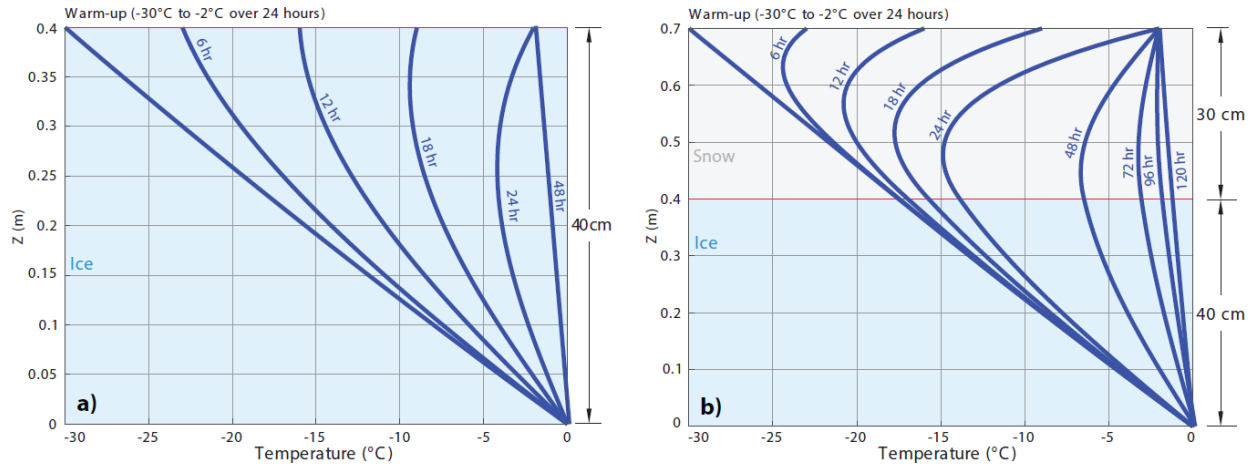 Warm-up (-30°C to -2°C over 24 hours)
0.4
0.35
0.3
0.25
0.2
0.15
0.1
0.05
0
Z (m)
6 hr
12 hr
18 hr
24 hr
48 hr
Ice
a)
40 cm
-30
-25
-20
-15
-10
-5
0
Temperature (°C)
Warm-up (-30°C to -2°C over 24 hours)
0.7
0.6
0.5
0.4
0.3
0.2
0.1
0
Z (m)
6 hr
12 hr
18 hr
24 hr
48 hr
72 hr
96 hr
120 hr
Snow
Ice
b)
30 cm
40 cm
-30
-25
-20
-15
-10
-5
0
Temperature (°C)